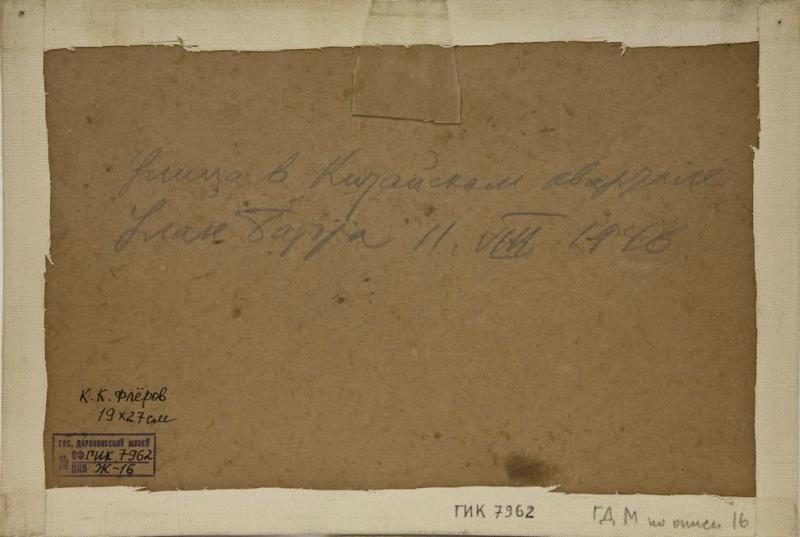 Улица в Китайском квартале
Улан Батора 11. VIII 1946
К. К. Флёров
19×27 см
ГОС. ДАРВИНОВСКИЙ МУЗЕЙ
№ ОФ ГИК 7962
Ж-16
ГИК 7962
ГДМ по описи 16